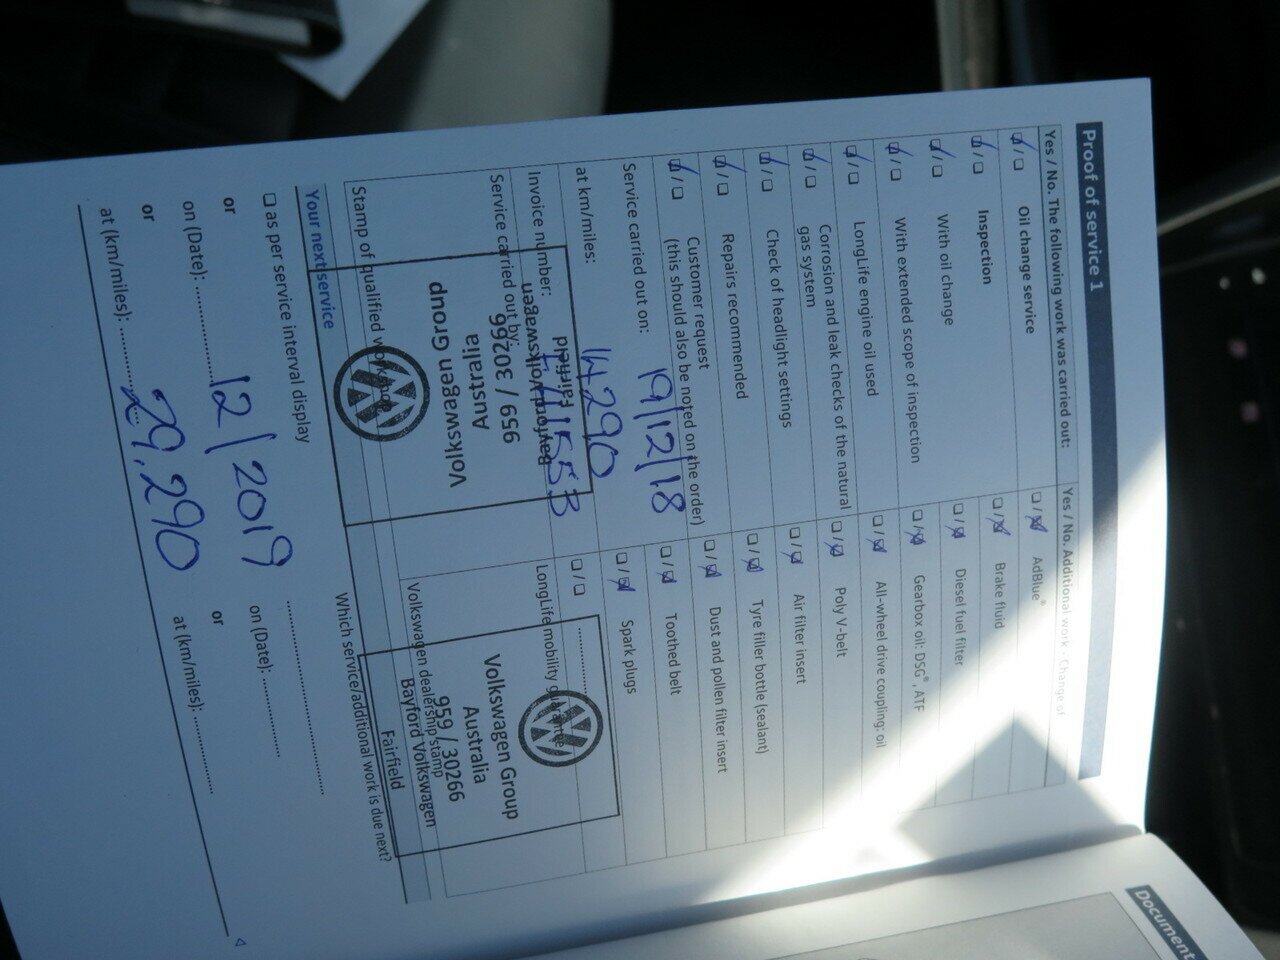 Proof of service 1
Yes / No. The following work was carried out:
Oil change service
Inspection
With oil change
With extended scope of inspection
LongLife engine oil used
Corrosion and leak checks of the natural
gas system
Check of headlight settings
Repairs recommended
Customer request
(this should also be noted on the order)
Service carried out on: 19/12/18
at km/miles: 14290
Invoice number:
Service carried out by:
Stamp of qualified workshop
Volkswagen Group
Australia
959 / 30266
Bayford Volkswagen
Fairfield
Yes / No. Additional work: Change of
AdBlue®
Brake fluid
Diesel fuel filter
Gearbox oil: DSG®, ATF
All-wheel drive coupling: oil
Poly V-belt
Air filter insert
Tyre filler bottle (sealant)
Dust and pollen filter insert
Toothed belt
Spark plugs
LongLife mobility guarantee
Volkswagen dealership stamp
Volkswagen Group
Australia
959 / 30266
Bayford Volkswagen
Fairfield
Your next service
as per service interval display
or
on (Date): 12/2019
or
at (km/miles): 29,290
Which service/additional work is due next?
on (Date):
or
at (km/miles):
Document